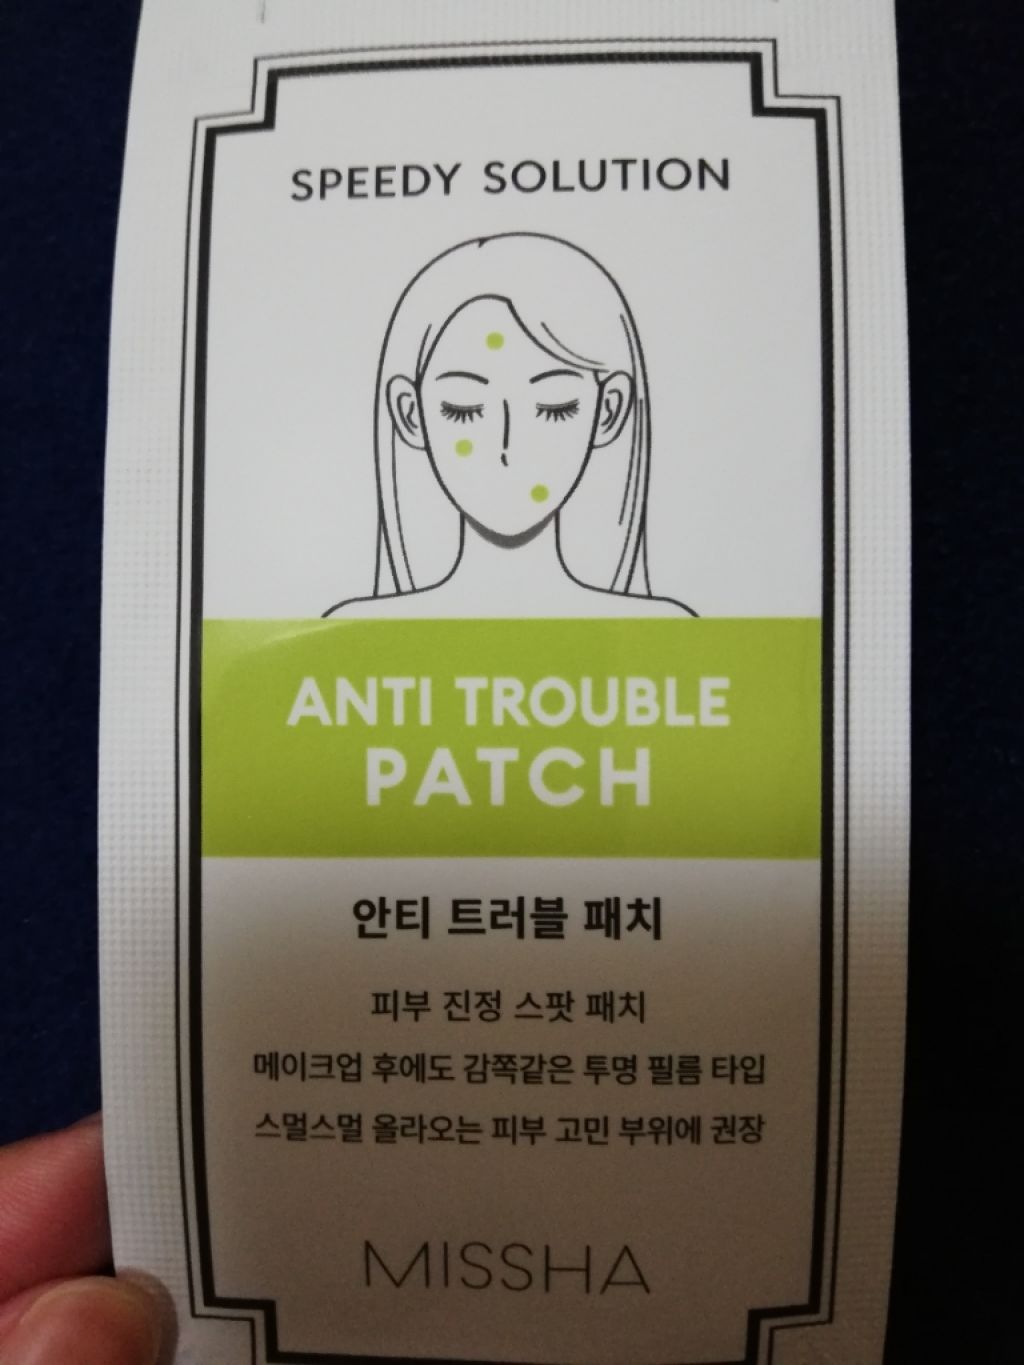 SPEEDY SOLUTION
ANTI TROUBLE
PATCH
안티 트러블 패치
피부 진정 스팟 패치
메이크업 후에도 감쪽같은 투명 필름 타입
스멀스멀 올라오는 피부 고민 부위에 권장
MISSHA